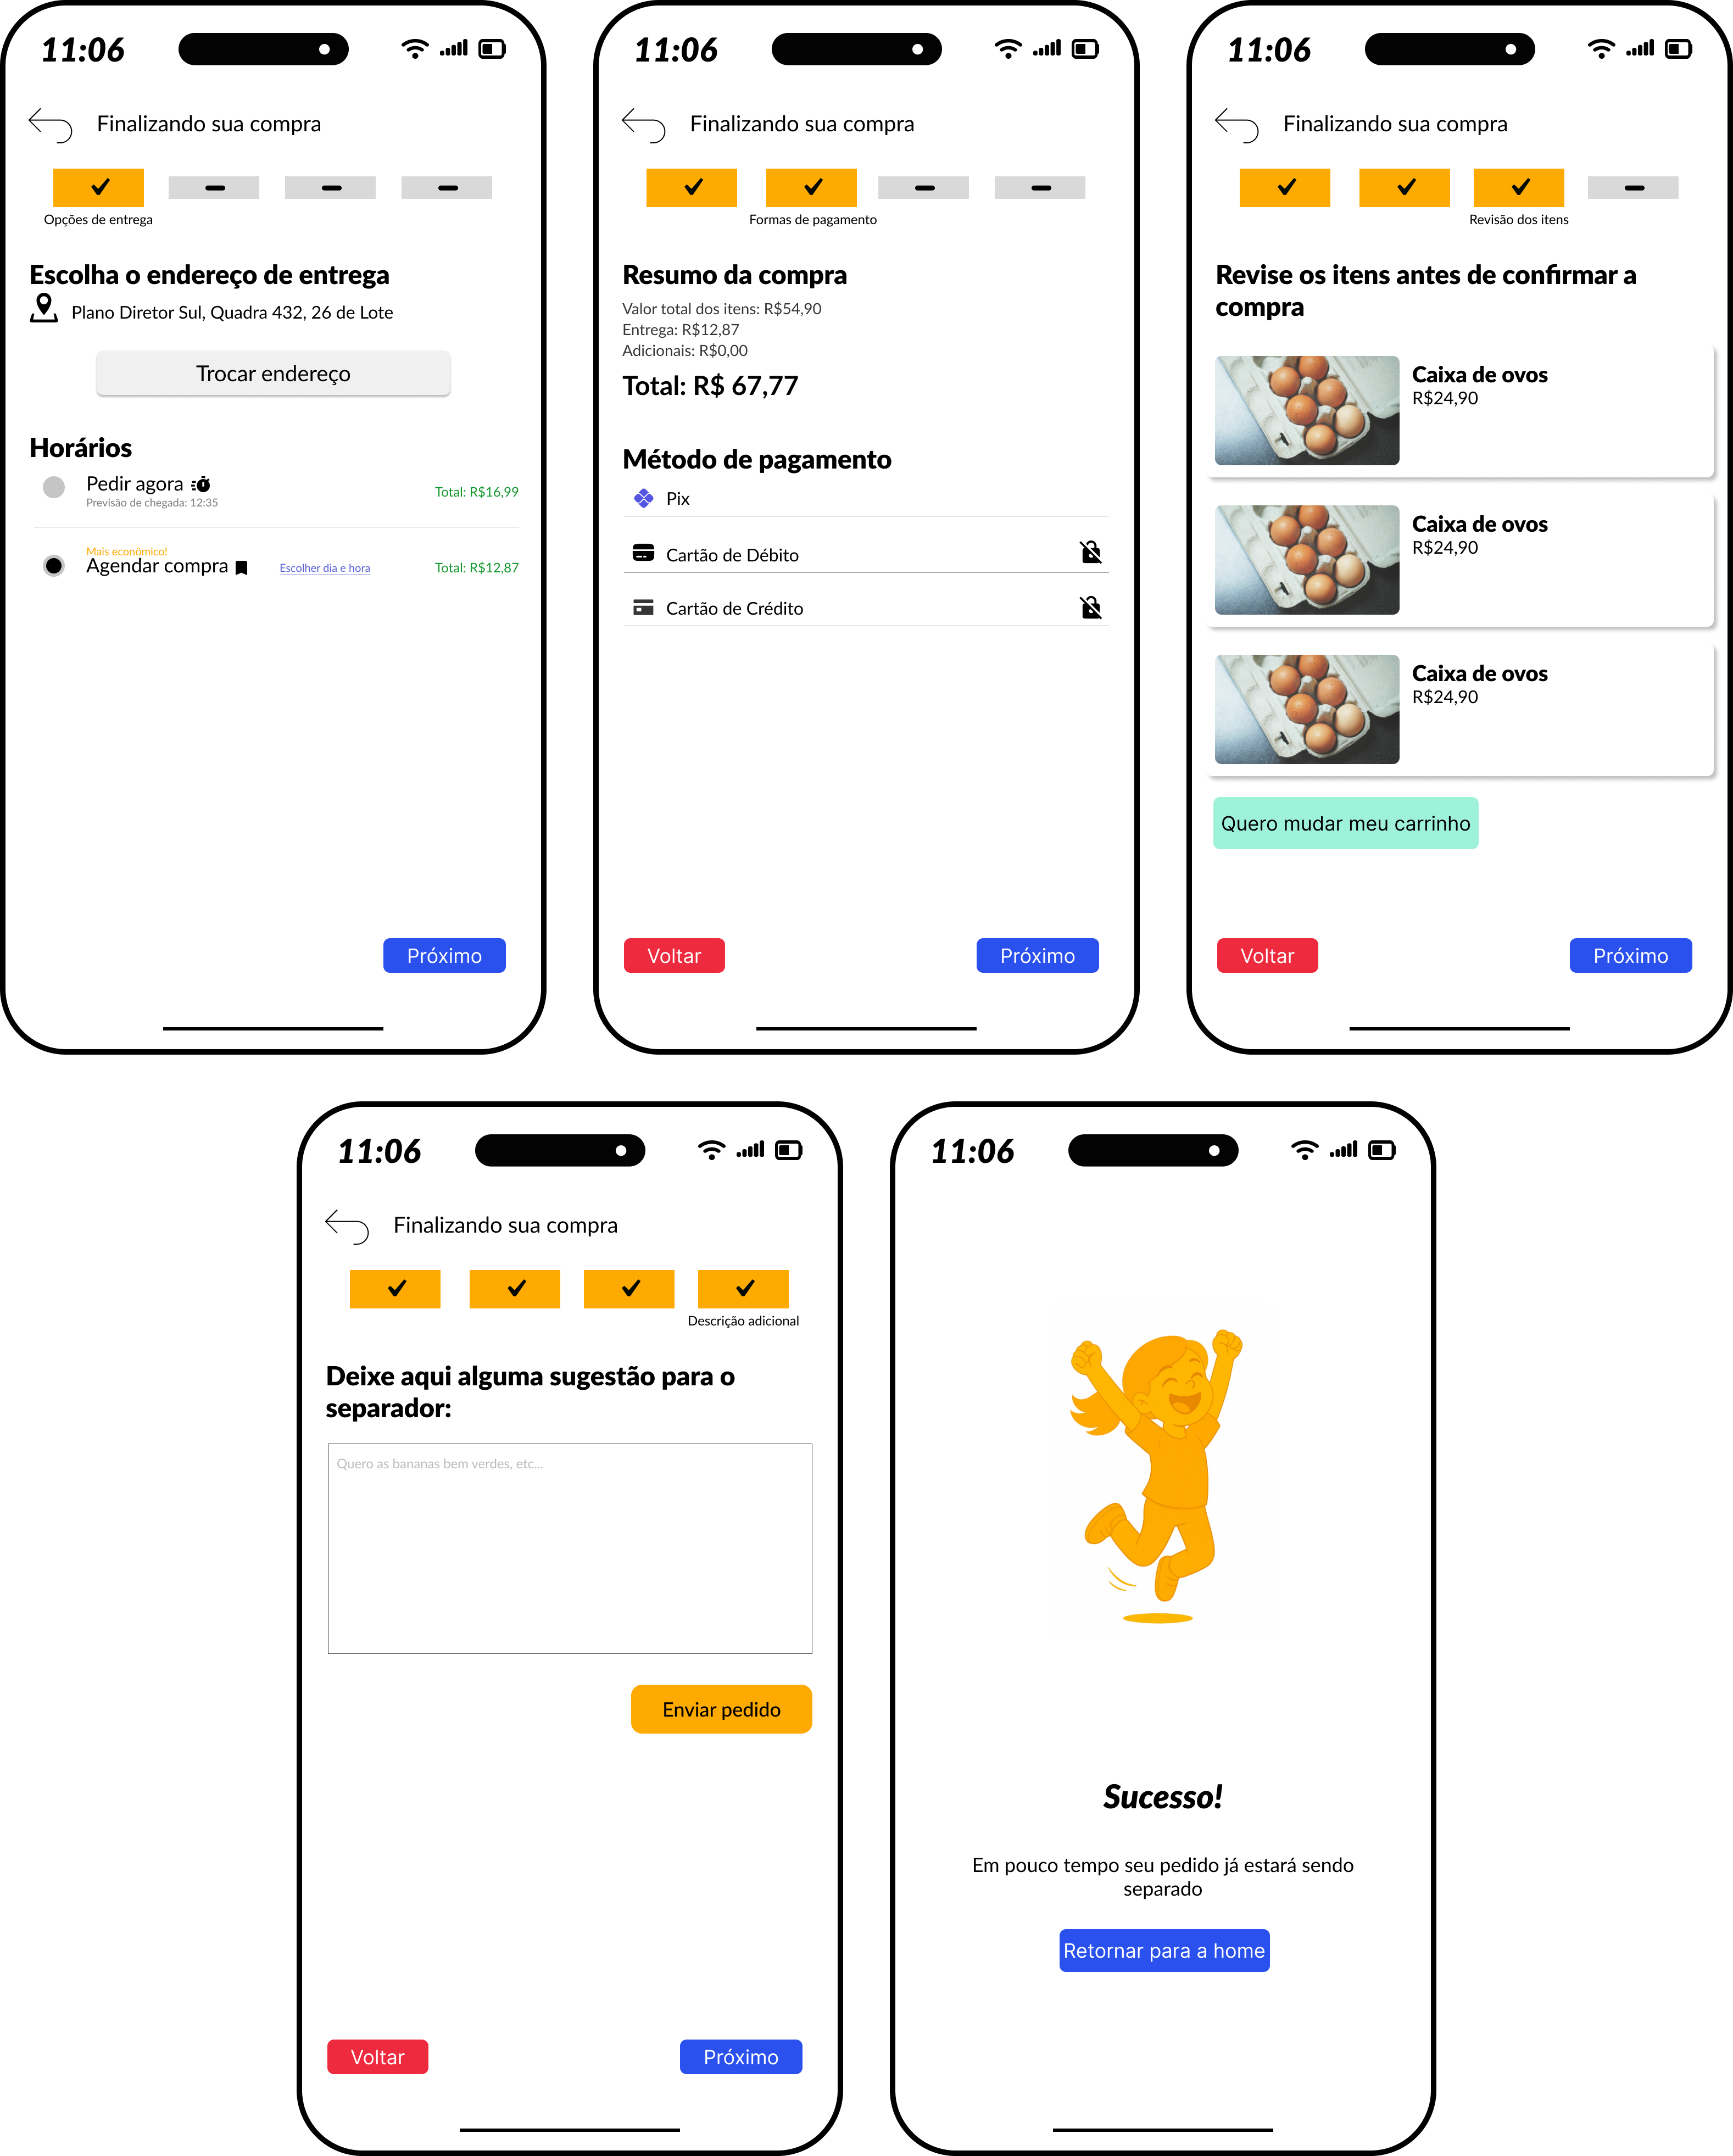 11:06
Finalizando sua compra
Opções de entrega
Escolha o endereço de entrega
Plano Diretor Sul, Quadra 432, 26 de Lote
Trocar endereço
Horários
Pedir agora
Previsão de chegada: 12:35
Total: R$16,99
Mais econômico!
Agendar compra
Escolher dia e hora
Total: R$12,87
Próximo
11:06
Finalizando sua compra
Formas de pagamento
Resumo da compra
Valor total dos itens: R$54,90
Entrega: R$12,87
Adicionais: R$0,00
Total: R$ 67,77
Método de pagamento
Pix
Cartão de Débito
Cartão de Crédito
Voltar
Próximo
11:06
Finalizando sua compra
Revisão dos itens
Revise os itens antes de confirmar a
compra
Caixa de ovos
R$24,90
Caixa de ovos
R$24,90
Caixa de ovos
R$24,90
Quero mudar meu carrinho
Voltar
Próximo
11:06
Finalizando sua compra
Descrição adicional
Deixe aqui alguma sugestão para o
separador:
Quero as bananas bem verdes, etc...
Enviar pedido
Voltar
Próximo
11:06
Sucesso!
Em pouco tempo seu pedido já estará sendo
separado
Retornar para a home